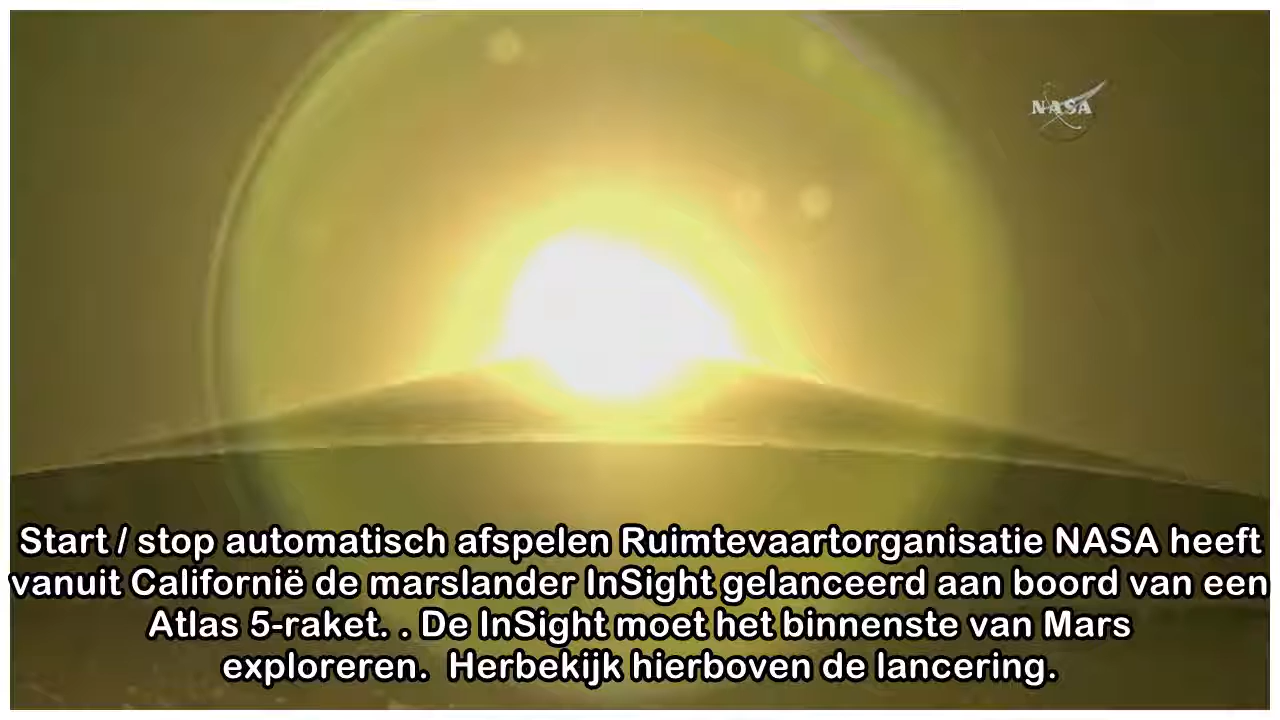 NASA
Start / stop automatisch afspelen Ruimtevaartorganisatie NASA heeft
vanuit Californië de marslander InSight gelanceerd aan boord van een
Atlas 5-raket. . De InSight moet het binnenste van Mars
exploreren.  Herbekijk hierboven de lancering.